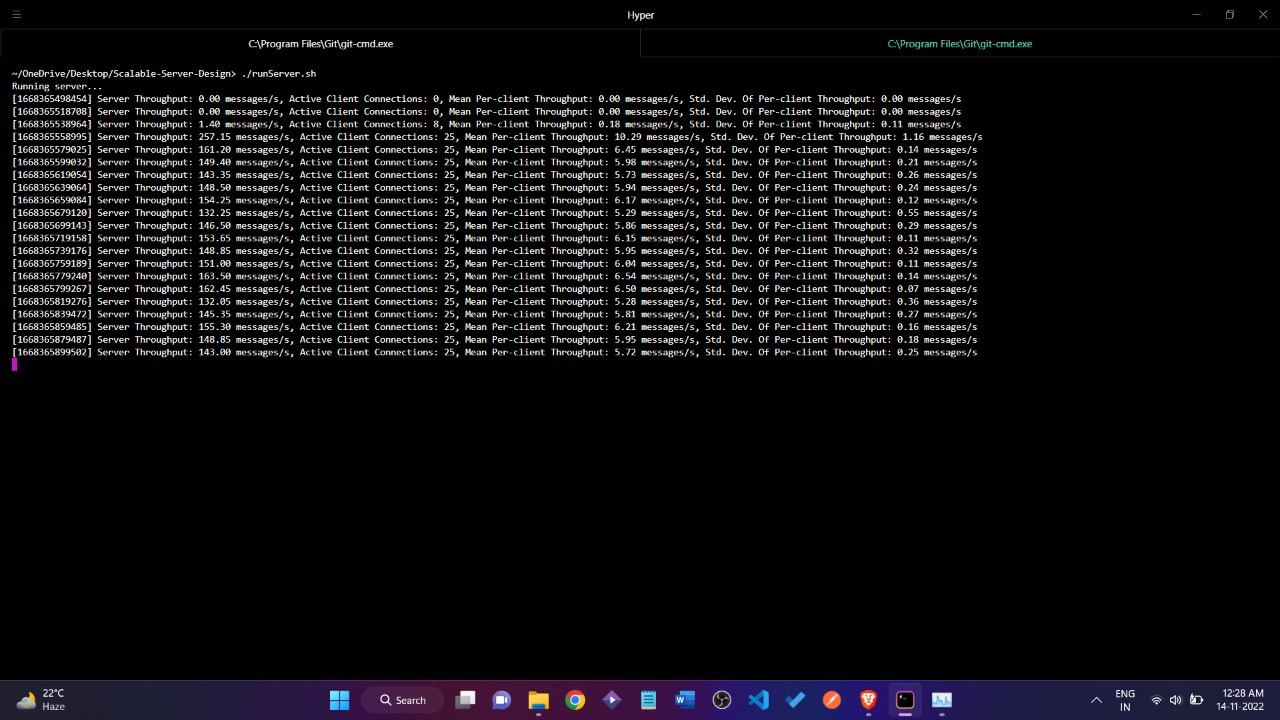 Hyper
C:\Program Files\Git\git-cmd.exe
C:\Program Files\Git\git-cmd.exe
~/OneDrive/Desktop/Scalable-Server-Design> ./runServer.sh
Running server...
[1668365498454] Server Throughput: 0.00 messages/s, Active Client Connections: 0, Mean Per-client Throughput: 0.00 messages/s, Std. Dev. Of Per-client Throughput: 0.00 messages/s
[1668365518708] Server Throughput: 0.00 messages/s, Active Client Connections: 0, Mean Per-client Throughput: 0.00 messages/s, Std. Dev. Of Per-client Throughput: 0.00 messages/s
[1668365538964] Server Throughput: 1.40 messages/s, Active Client Connections: 8, Mean Per-client Throughput: 0.18 messages/s, Std. Dev. Of Per-client Throughput: 0.11 messages/s
[1668365558995] Server Throughput: 257.15 messages/s, Active Client Connections: 25, Mean Per-client Throughput: 10.29 messages/s, Std. Dev. Of Per-client Throughput: 1.16 messages/s
[1668365579025] Server Throughput: 161.20 messages/s, Active Client Connections: 25, Mean Per-client Throughput: 6.45 messages/s, Std. Dev. Of Per-client Throughput: 0.14 messages/s
[1668365599032] Server Throughput: 149.40 messages/s, Active Client Connections: 25, Mean Per-client Throughput: 5.98 messages/s, Std. Dev. Of Per-client Throughput: 0.21 messages/s
[1668365619054] Server Throughput: 143.35 messages/s, Active Client Connections: 25, Mean Per-client Throughput: 5.73 messages/s, Std. Dev. Of Per-client Throughput: 0.26 messages/s
[1668365639064] Server Throughput: 148.50 messages/s, Active Client Connections: 25, Mean Per-client Throughput: 5.94 messages/s, Std. Dev. Of Per-client Throughput: 0.24 messages/s
[1668365659084] Server Throughput: 154.25 messages/s, Active Client Connections: 25, Mean Per-client Throughput: 6.17 messages/s, Std. Dev. Of Per-client Throughput: 0.12 messages/s
[1668365679120] Server Throughput: 132.25 messages/s, Active Client Connections: 25, Mean Per-client Throughput: 5.29 messages/s, Std. Dev. Of Per-client Throughput: 0.55 messages/s
[1668365699143] Server Throughput: 146.50 messages/s, Active Client Connections: 25, Mean Per-client Throughput: 5.86 messages/s, Std. Dev. Of Per-client Throughput: 0.29 messages/s
[1668365719158] Server Throughput: 153.65 messages/s, Active Client Connections: 25, Mean Per-client Throughput: 6.15 messages/s, Std. Dev. Of Per-client Throughput: 0.11 messages/s
[1668365739176] Server Throughput: 148.85 messages/s, Active Client Connections: 25, Mean Per-client Throughput: 5.95 messages/s, Std. Dev. Of Per-client Throughput: 0.32 messages/s
[1668365759189] Server Throughput: 151.00 messages/s, Active Client Connections: 25, Mean Per-client Throughput: 6.04 messages/s, Std. Dev. Of Per-client Throughput: 0.11 messages/s
[1668365779240] Server Throughput: 163.50 messages/s, Active Client Connections: 25, Mean Per-client Throughput: 6.54 messages/s, Std. Dev. Of Per-client Throughput: 0.14 messages/s
[1668365799267] Server Throughput: 162.45 messages/s, Active Client Connections: 25, Mean Per-client Throughput: 6.50 messages/s, Std. Dev. Of Per-client Throughput: 0.07 messages/s
[1668365819276] Server Throughput: 132.05 messages/s, Active Client Connections: 25, Mean Per-client Throughput: 5.28 messages/s, Std. Dev. Of Per-client Throughput: 0.36 messages/s
[1668365839472] Server Throughput: 145.35 messages/s, Active Client Connections: 25, Mean Per-client Throughput: 5.81 messages/s, Std. Dev. Of Per-client Throughput: 0.27 messages/s
[1668365859485] Server Throughput: 155.30 messages/s, Active Client Connections: 25, Mean Per-client Throughput: 6.21 messages/s, Std. Dev. Of Per-client Throughput: 0.16 messages/s
[1668365879487] Server Throughput: 148.85 messages/s, Active Client Connections: 25, Mean Per-client Throughput: 5.95 messages/s, Std. Dev. Of Per-client Throughput: 0.18 messages/s
[1668365899502] Server Throughput: 143.00 messages/s, Active Client Connections: 25, Mean Per-client Throughput: 5.72 messages/s, Std. Dev. Of Per-client Throughput: 0.25 messages/s
22°C
Haze
Search
ENG
IN
12:28 AM
14-11-2022